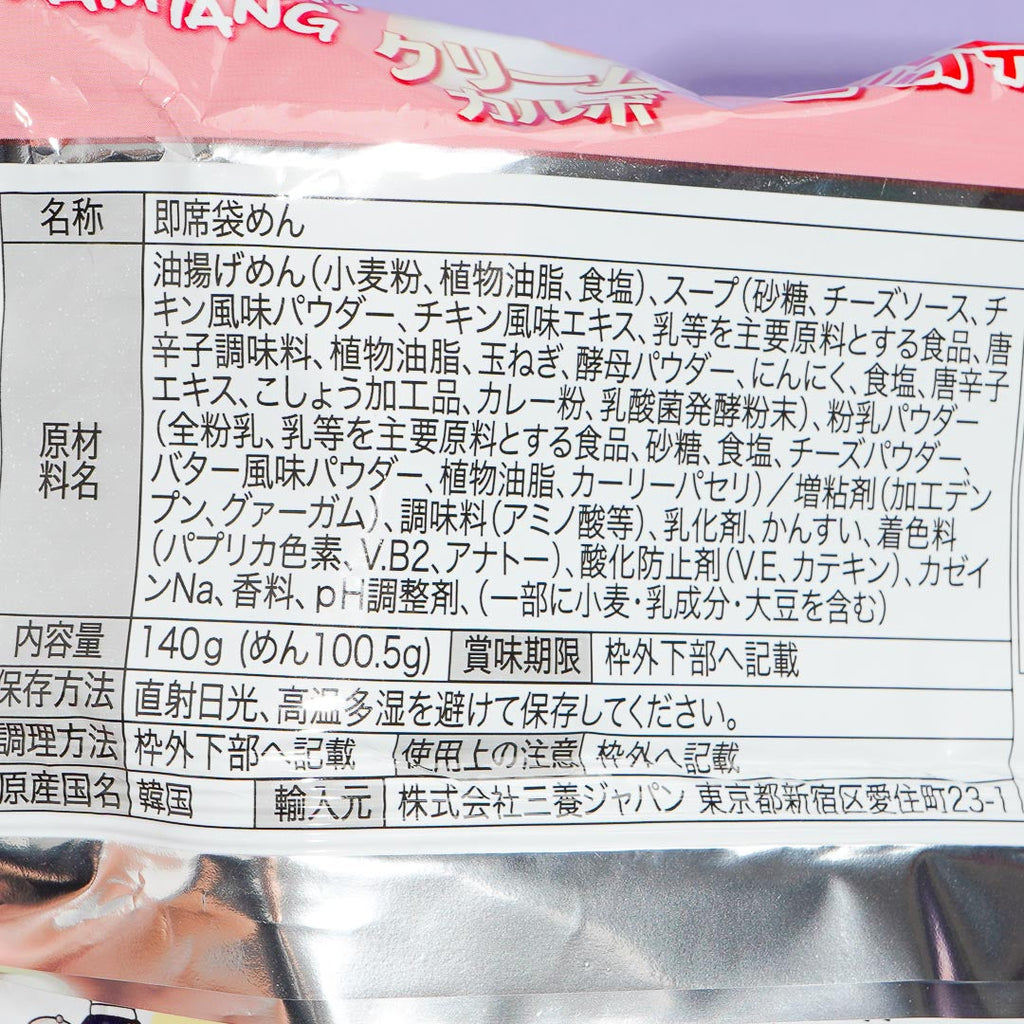 クリーム
カルボ
名称 即席袋めん
原材料名
油揚げめん(小麦粉、植物油脂、食塩)、スープ(砂糖、チーズソース、チ
キン風味パウダー、チキン風味エキス、乳等を主要原料とする食品、唐
辛子調味料、植物油脂、玉ねぎ、酵母パウダー、にんにく、食塩、唐辛子
エキス、こしょう加工品、カレー粉、乳酸菌発酵粉末)、粉乳パウダー
(全粉乳、乳等を主要原料とする食品、砂糖、食塩、チーズパウダー、
バター風味パウダー、植物油脂、カーリーパセリ)/増粘剤(加工デン
プン、グァーガム)、調味料(アミノ酸等)、乳化剤、かんすい、着色料
(パプリカ色素、V.B2、アナトー)、酸化防止剤(V.E、カテキン)、カゼイ
ンNa、香料、pH調整剤、(一部に小麦・乳成分・大豆を含む)
内容量 140g (めん100.5g) 賞味期限 枠外下部へ記載
保存方法 直射日光、高温多湿を避けて保存してください。
調理方法 枠外下部へ記載 使用上の注意 枠外へ記載
原産国名 韓国 輸入元 株式会社三養ジャパン 東京都新宿区愛住町23-1